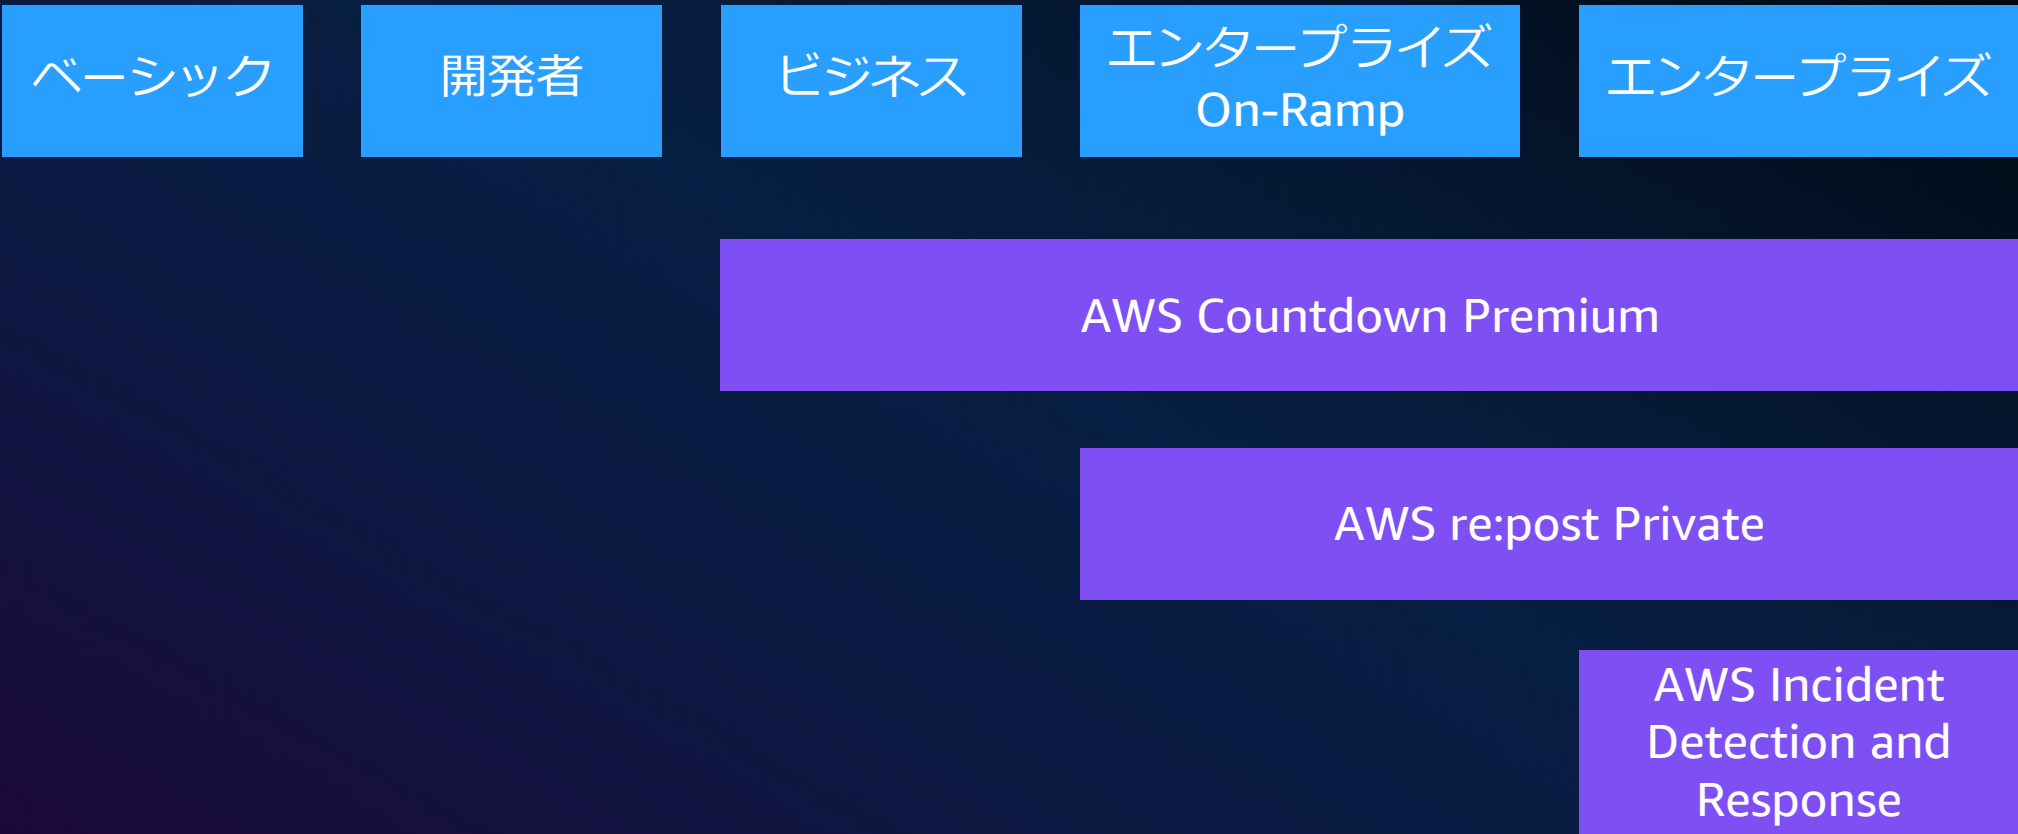 ベーシック
開発者
ビジネス
エンタープライズ
On-Ramp
エンタープライズ
AWS Countdown Premium
AWS re:post Private
AWS Incident
Detection and
Response